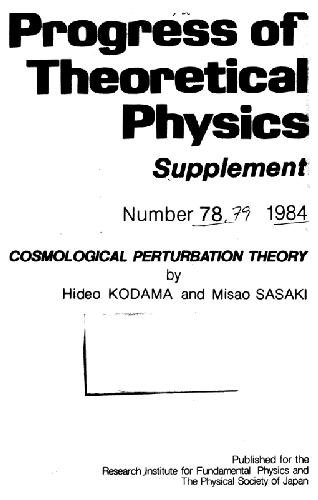 Progress of
Theoretical
Physics
Supplement
Number 78,79 1984
COSMOLOGICAL PERTURBATION THEORY
by
Hideo KODAMA and Misao SASAKI
Published for the
Research Institute for Fundamental Physics and
The Physical Society of Japan